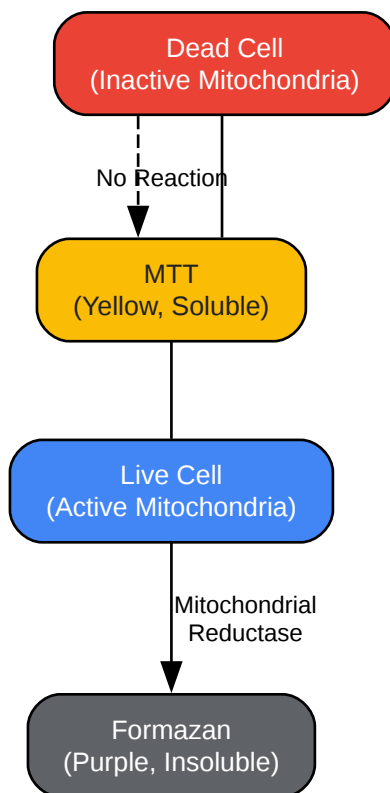 Dead Cell
(Inactive Mitochondria)
No Reaction
MTT
(Yellow, Soluble)
Live Cell
(Active Mitochondria)
Mitochondrial
Reductase
Formazan
(Purple, Insoluble)